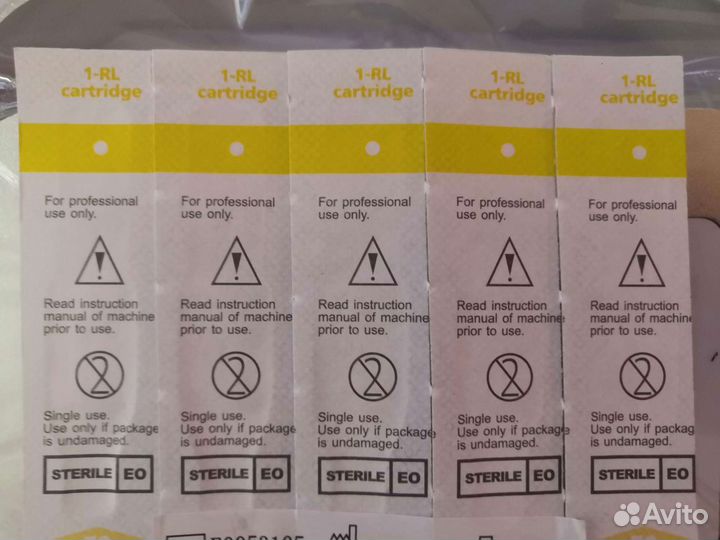 1-RL
cartridge
For professional
use only.
Read instruction
manual of machine
prior to use.
2
Single use.
Use only if package
is undamaged.
STERILE EO
1-RL
cartridge
For professional
use only.
Read instruction
manual of machine
prior to use.
2
Single use.
Use only if package
is undamaged.
STERILE EO
1-RL
cartridge
For professional
use only.
Read instruction
manual of machine
prior to use.
2
Single use.
Use only if package
is undamaged.
STERILE EO
1-RL
cartridge
For professional
use only.
Read instruction
manual of machine
prior to use.
2
Single use.
Use only if package
is undamaged.
STERILE EO
1-RL
cartridge
For professional
use only.
Read instruction
manual of machine
prior to use.
2
Single use.
Use only if package
is undamaged.
STERILE EO
Avito